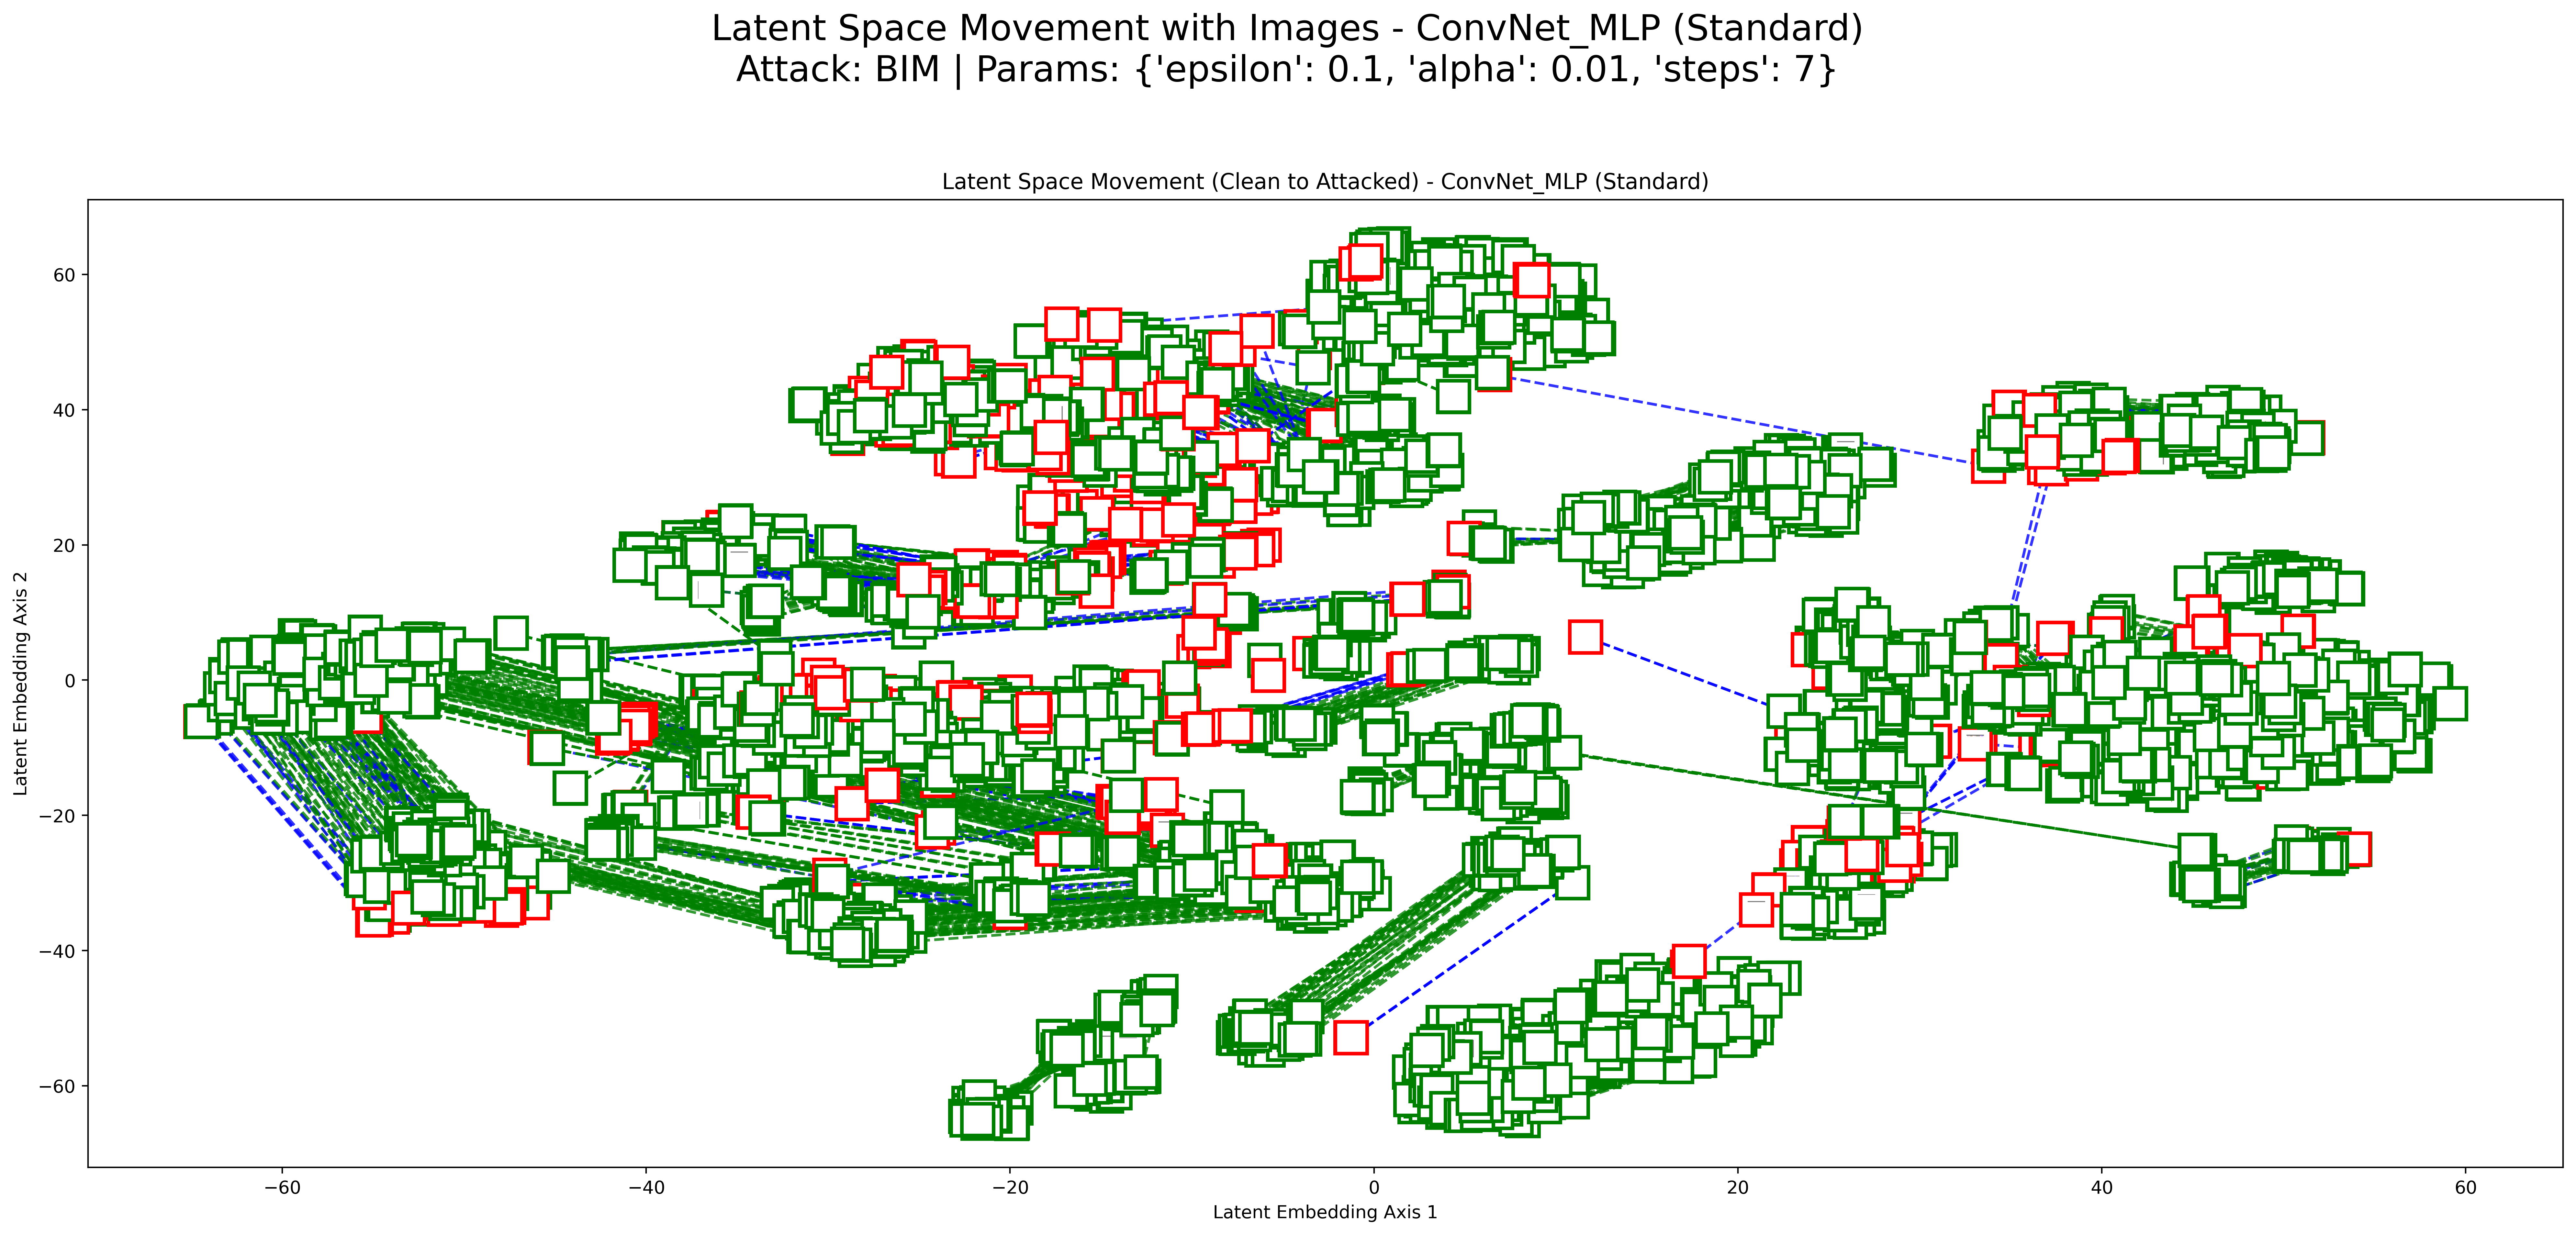 Latent Space Movement with Images - ConvNet_MLP (Standard)
Attack: BIM | Params: {'epsilon': 0.1, 'alpha': 0.01, 'steps': 7}
Latent Space Movement (Clean to Attacked) - ConvNet_MLP (Standard)
60
40
20
0
−20
−40
−60
Latent Embedding Axis 2
−60
−40
−20
0
20
40
60
Latent Embedding Axis 1